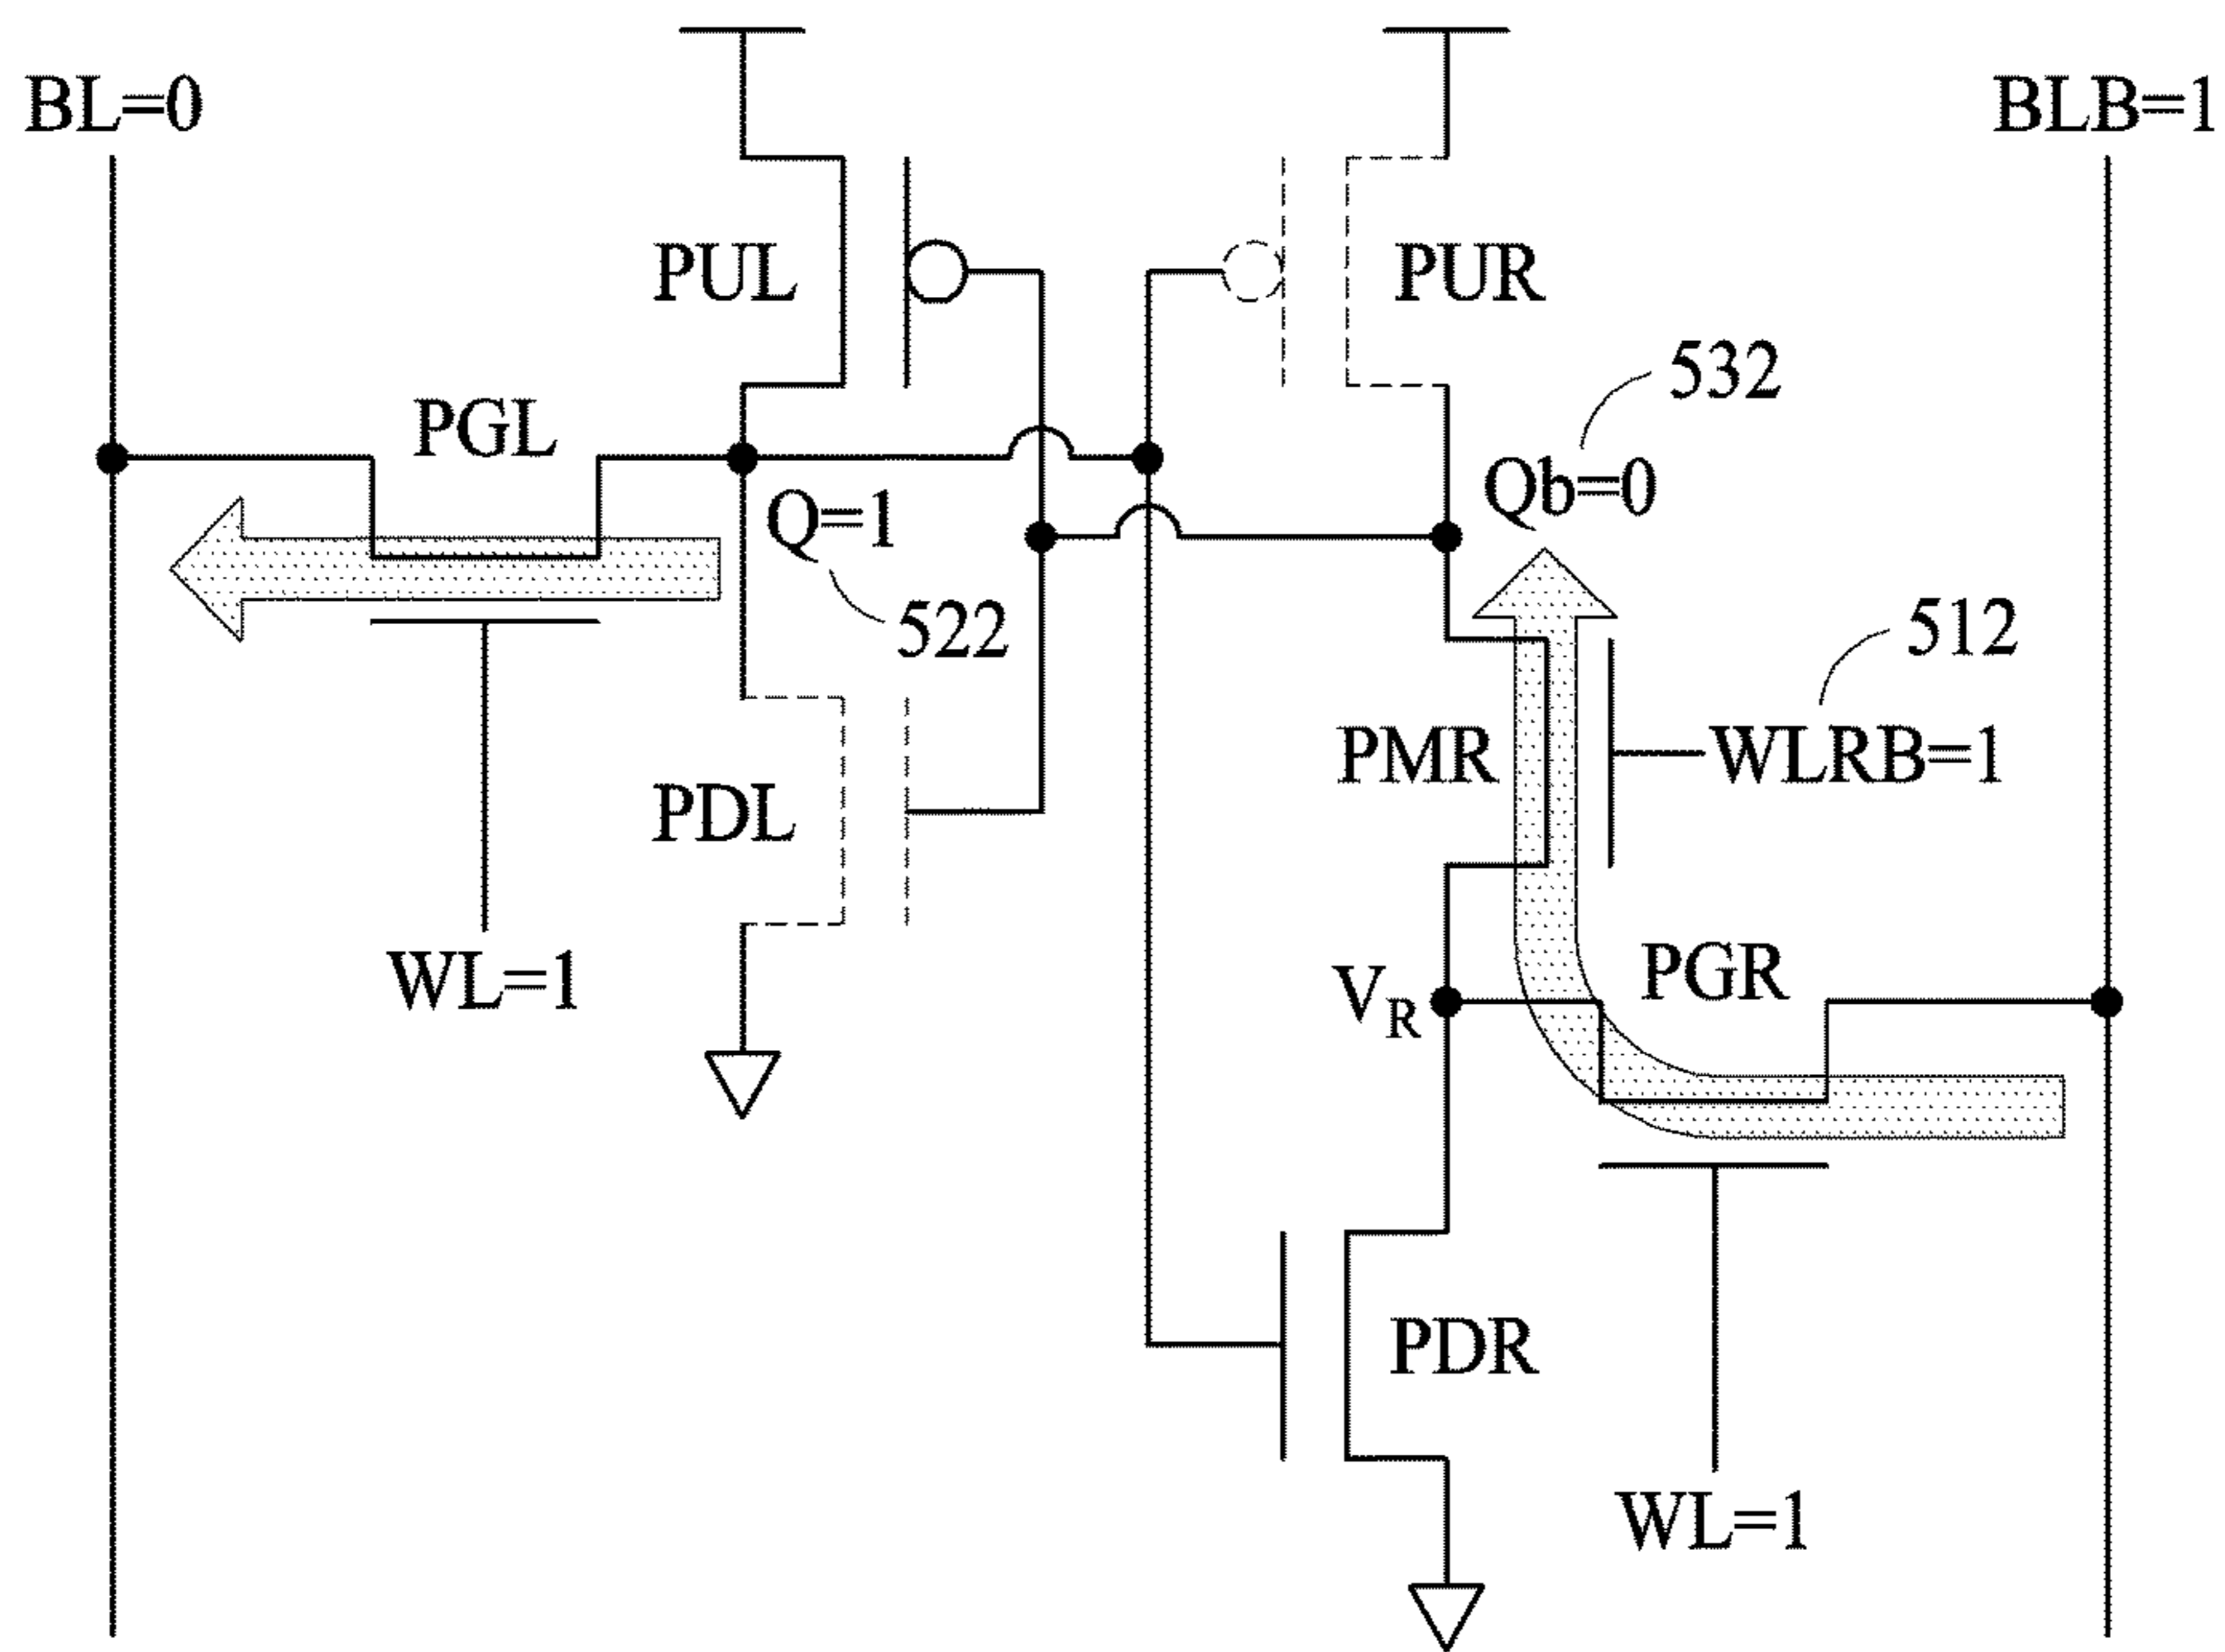 BL=0
BLB=1
PUL
PUR
532
PGL
Qb=0
Q=1
522
512
PMR
WLRB=1
PDL
WL=1
PGR
VR
PDR
WL=1